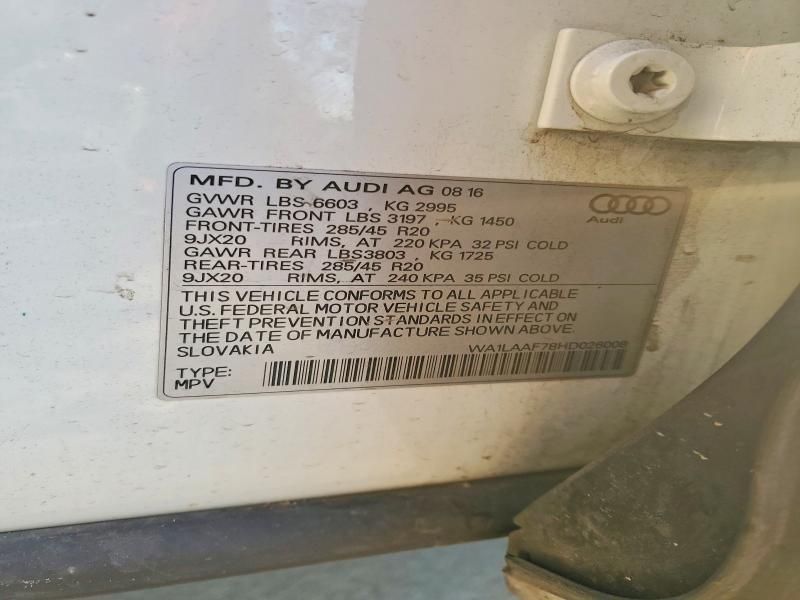 MFD. BY AUDI AG 08 16
GVWR LBS 6603 , KG 2995
GAWR FRONT LBS 3197 , KG 1450
FRONT-TIRES 285/45 R20
9JX20 RIMS, AT 220 KPA 32 PSI COLD
GAWR REAR LBS3803 , KG 1725
REAR-TIRES 285/45 R20
9JX20 RIMS, AT 240 KPA 35 PSI COLD
Audi
THIS VEHICLE CONFORMS TO ALL APPLICABLE
U.S. FEDERAL MOTOR VEHICLE SAFETY AND
THEFT PREVENTION STANDARDS IN EFFECT ON
THE DATE OF MANUFACTURE SHOWN ABOVE.
SLOVAKIA WA1LAAF78HD026008
TYPE:
MPV